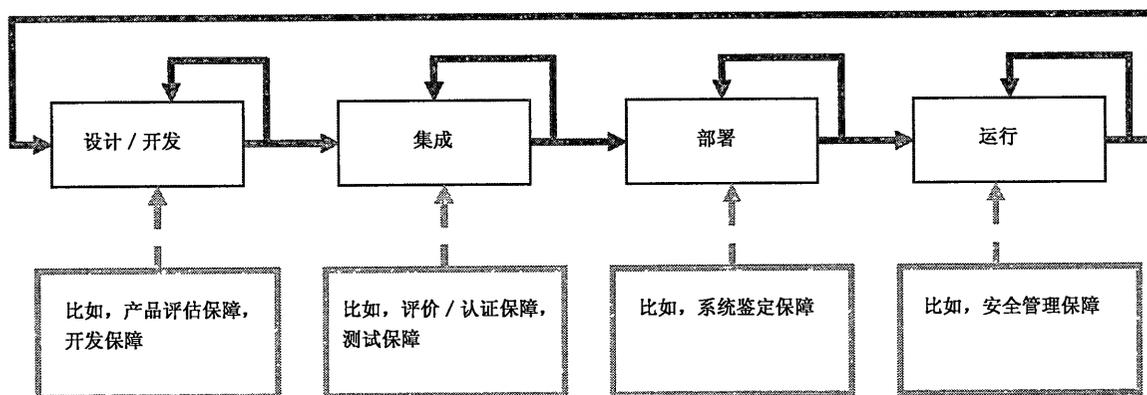 设计 / 开发
集成
部署
运行
比如，产品评估保障，
开发保障
比如，评价 / 认证保障，
测试保障
比如，系统鉴定保障
比如，安全管理保障